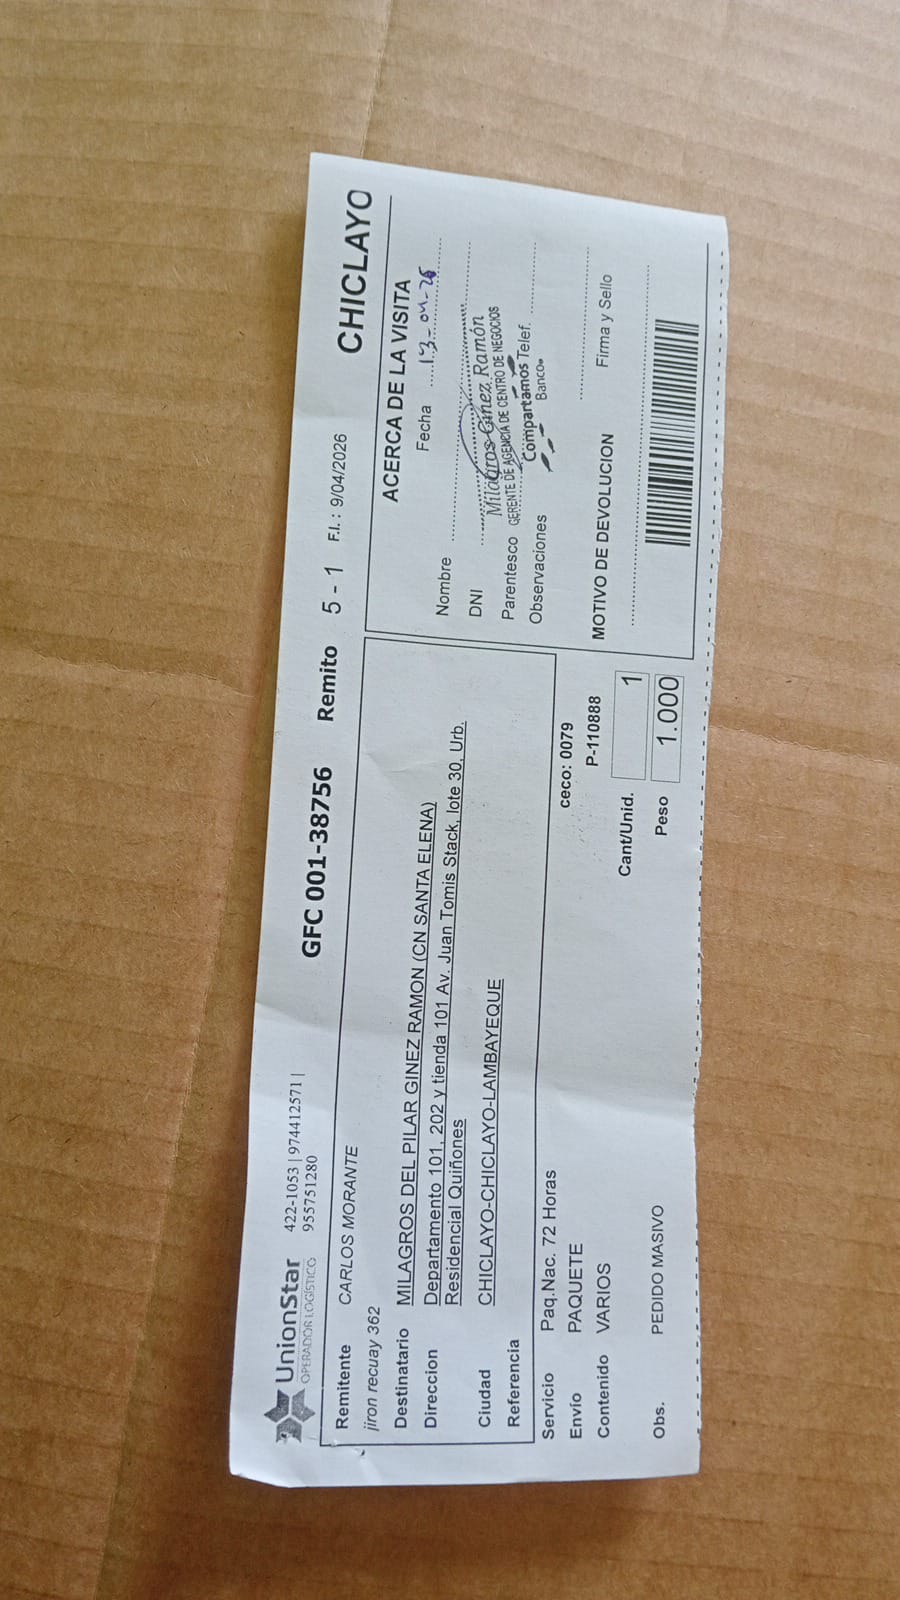 UnionStar
OPERADOR LOGÍSTICO
422-1053 | 974412571 |
955751280
GFC 001-38756
Remito 5 - 1 F.I.: 9/04/2026
CHICLAYO
Remitente CARLOS MORANTE
jiron recuay 362
Destinatario MILAGROS DEL PILAR GINEZ RAMON (CN SANTA ELENA)
Direccion Departamento 101, 202 y tienda 101 Av. Juan Tomis Stack, lote 30, Urb.
Residencial Quiñones
Ciudad CHICLAYO-CHICLAYO-LAMBAYEQUE
Referencia
Servicio Paq.Nac. 72 Horas
ceco: 0079
Envío PAQUETE
P-110888
Contenido VARIOS
Cant/Unid. 1
Peso 1.000
Obs. PEDIDO MASIVO
ACERCA DE LA VISITA
Fecha 13-04-26
Nombre
DNI
Milagros Ginez Ramón
Parentesco GERENTE DE AGENCIA DE CENTRO DE NEGOCIOS
Compartamos Telef.
Observaciones Banco
MOTIVO DE DEVOLUCION Firma y Sello